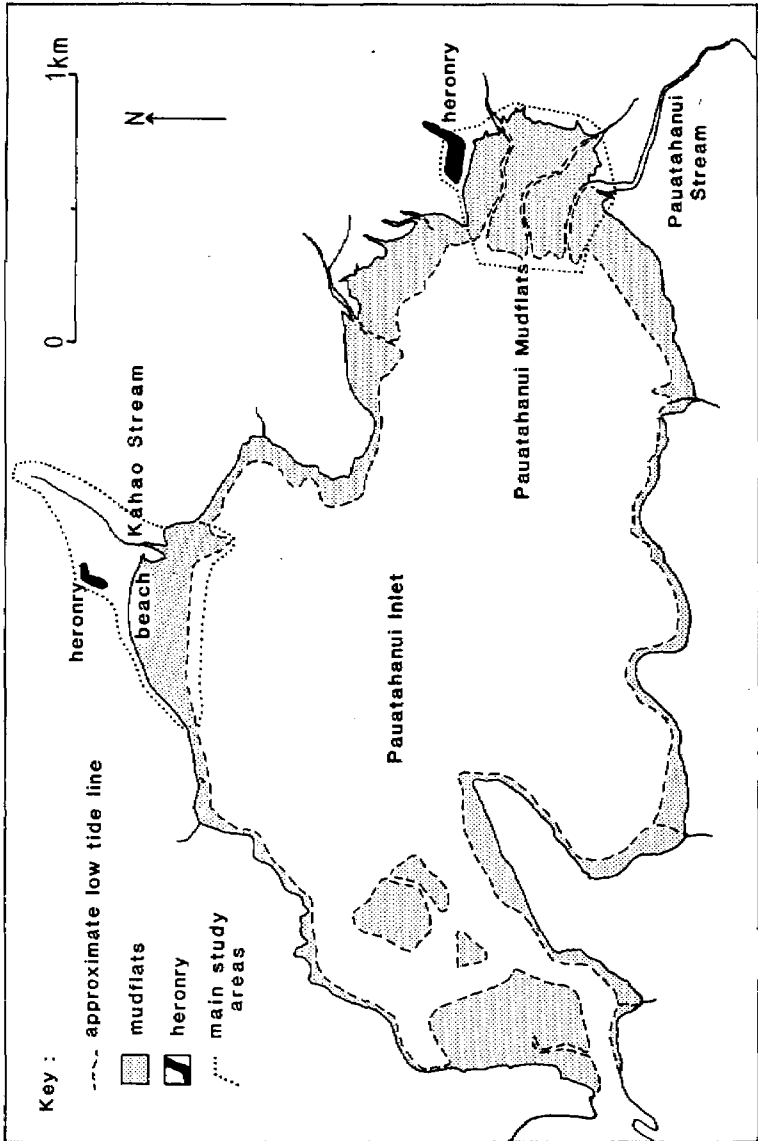 Key :
approximate low tide line
mudflats
heronry
main study
areas
heronry
beach
Kahao Stream
0
1km
N
heronry
Pauatahanui Inlet
Pauatahanui Mudflats
Pauatahanui
Stream